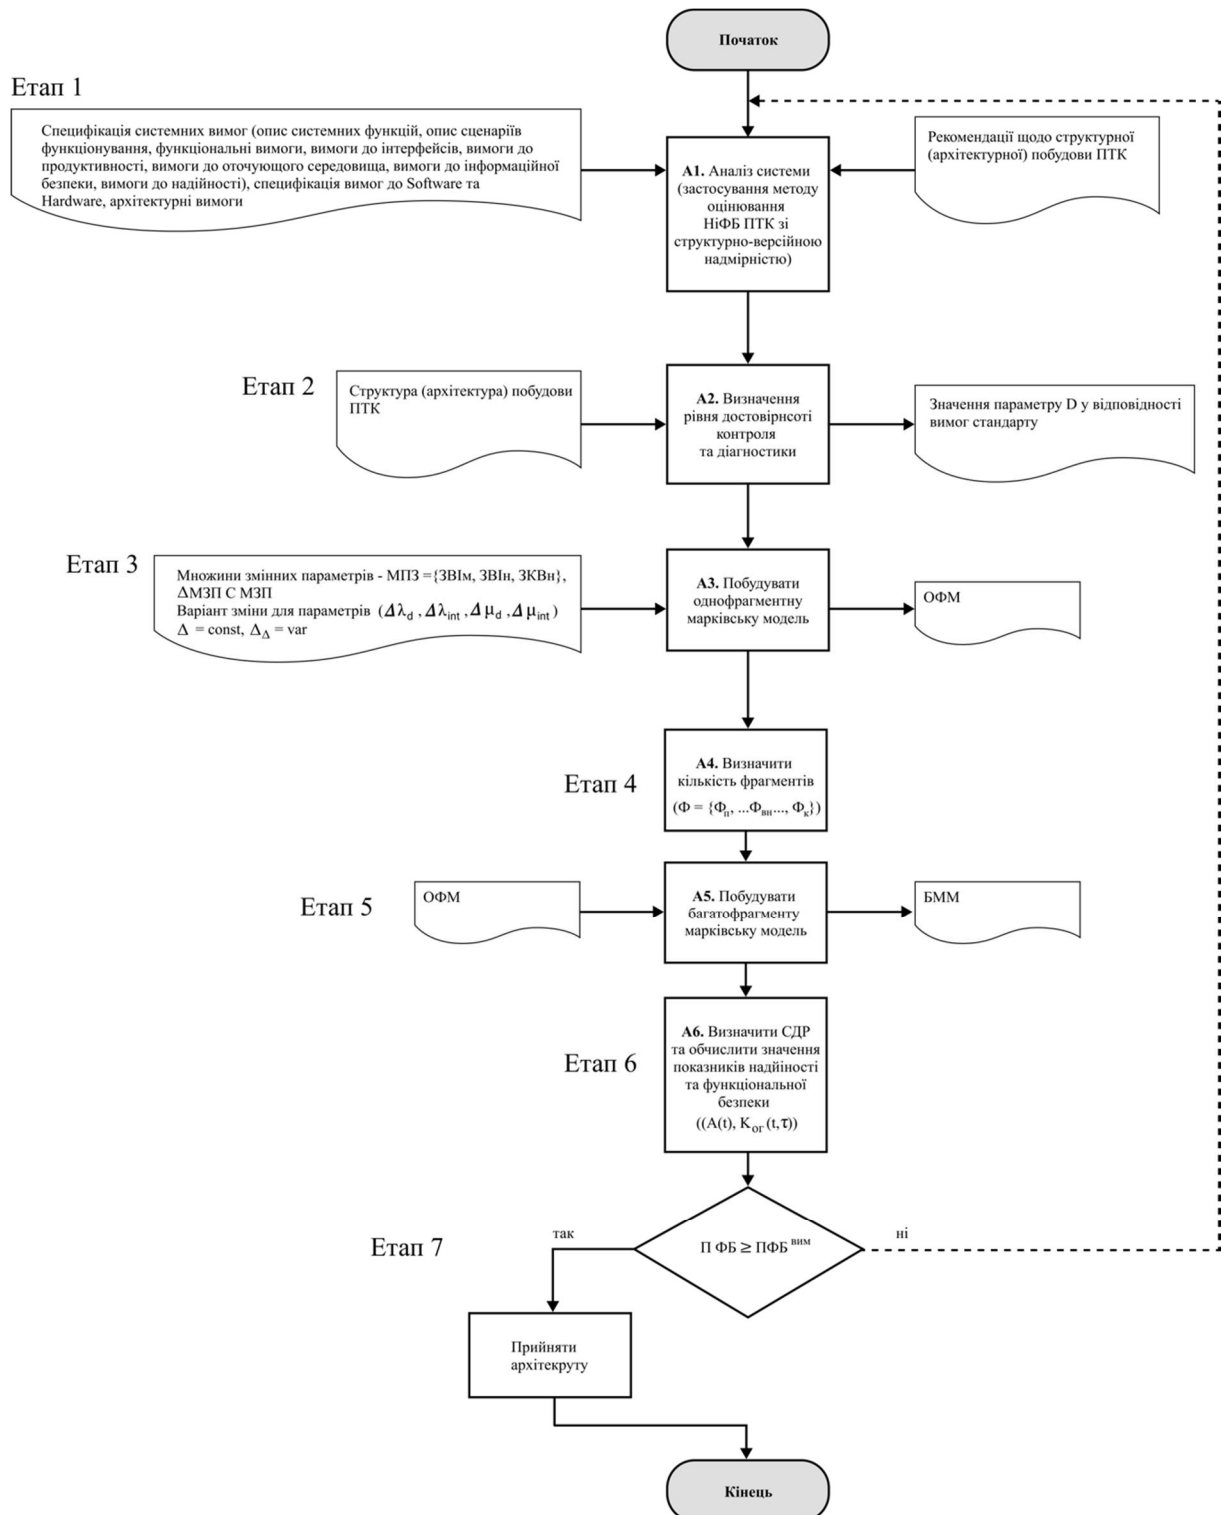 Початок
Етап 1
Специфікація системних вимог (опис системних функцій, опис сценаріїв
функціонування, функціональні вимоги, вимоги до інтерфейсів, вимоги до
продуктивності, вимоги до оточуючого середовища, вимоги до інформаційної
безпеки, вимоги до надійності), специфікація вимог до Software та
Hardware, архітектурні вимоги
А1. Аналіз системи
(застосування методу
оцінювання
НіФБ ПТК зі
структурно-версійною
надмірністю)
Рекомендації щодо структурної
(архітектурної) побудови ПТК
Етап 2
Структура (архітектура) побудови
ПТК
А2. Визначення
рівня достовірнсоті
контроля
та діагностики
Значення параметру D у відповідності
вимог стандарту
Етап 3
Множини змінних параметрів - МПЗ ={ЗВІм, ЗВІн, ЗКВн},
ΔМЗП С МЗП
Варіант зміни для параметрів (Δλd , Δλint , Δμd , Δμint)
Δ = const, ΔΔ = var
А3. Побудувати
однофрагментну
марківську модель
ОФМ
Етап 4
А4. Визначити
кількість фрагментів
(Ф = {Фп, ...Фвн..., Фк})
Етап 5
ОФМ
А5. Побудувати
багатофрагменту
марківську модель
БММ
Етап 6
А6. Визначити СДР
та обчислити значення
показників надйіності
та функціональної
безпеки
((A(t), Kог(t,τ))
Етап 7
так
П ФБ ≥ ПФБ вим
ні
Прийняти
архітекруту
Кінець